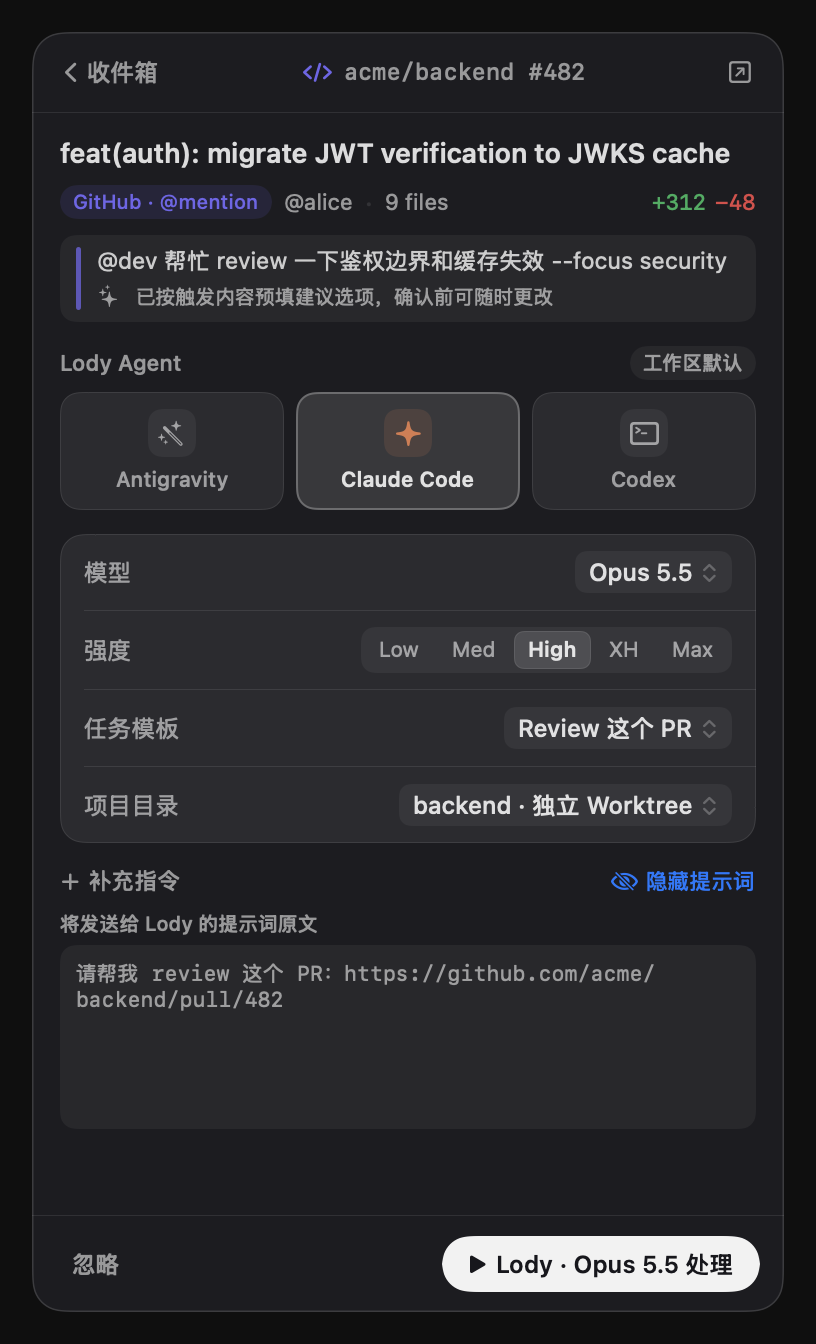 收件箱
</> acme/backend #482
feat(auth): migrate JWT verification to JWKS cache
GitHub · @mention @alice · 9 files +312 −48
@dev 帮忙 review 一下鉴权边界和缓存失效 --focus security
已按触发内容预填建议选项，确认前可随时更改
Lody Agent 工作区默认
Antigravity Claude Code Codex
模型 Opus 5.5
强度 Low Med High XH Max
任务模板 Review 这个 PR
项目目录 backend · 独立 Worktree
+ 补充指令 隐藏提示词
将发送给 Lody 的提示词原文
请帮我 review 这个 PR: https://github.com/acme/
backend/pull/482
忽略 Lody · Opus 5.5 处理